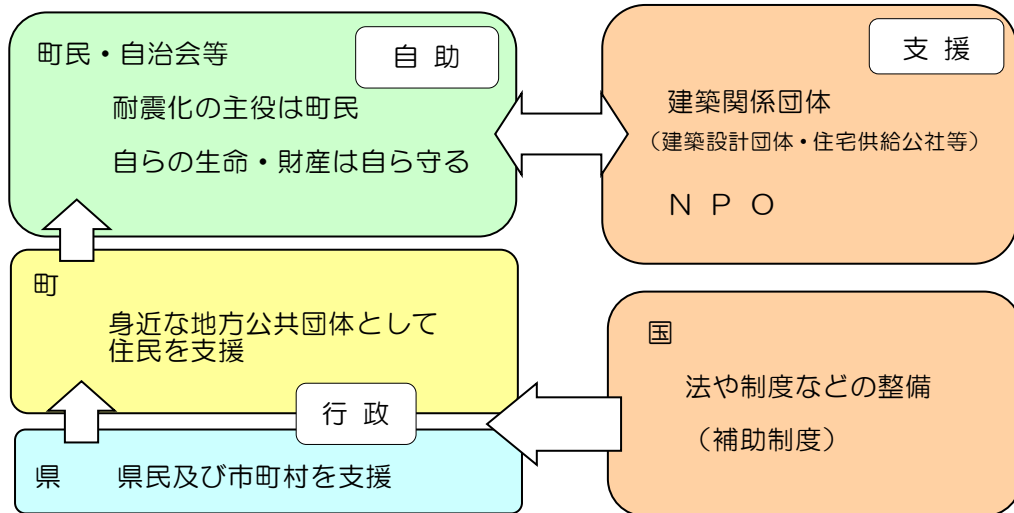 町民・自治会等
自 助
耐震化の主役は町民
自らの生命・財産は自ら守る
支 援
建築関係団体
（建築設計団体・住宅供給公社等）
N P O
町
身近な地方公共団体として
住民を支援
行 政
県 県民及び市町村を支援
国
法や制度などの整備
（補助制度）